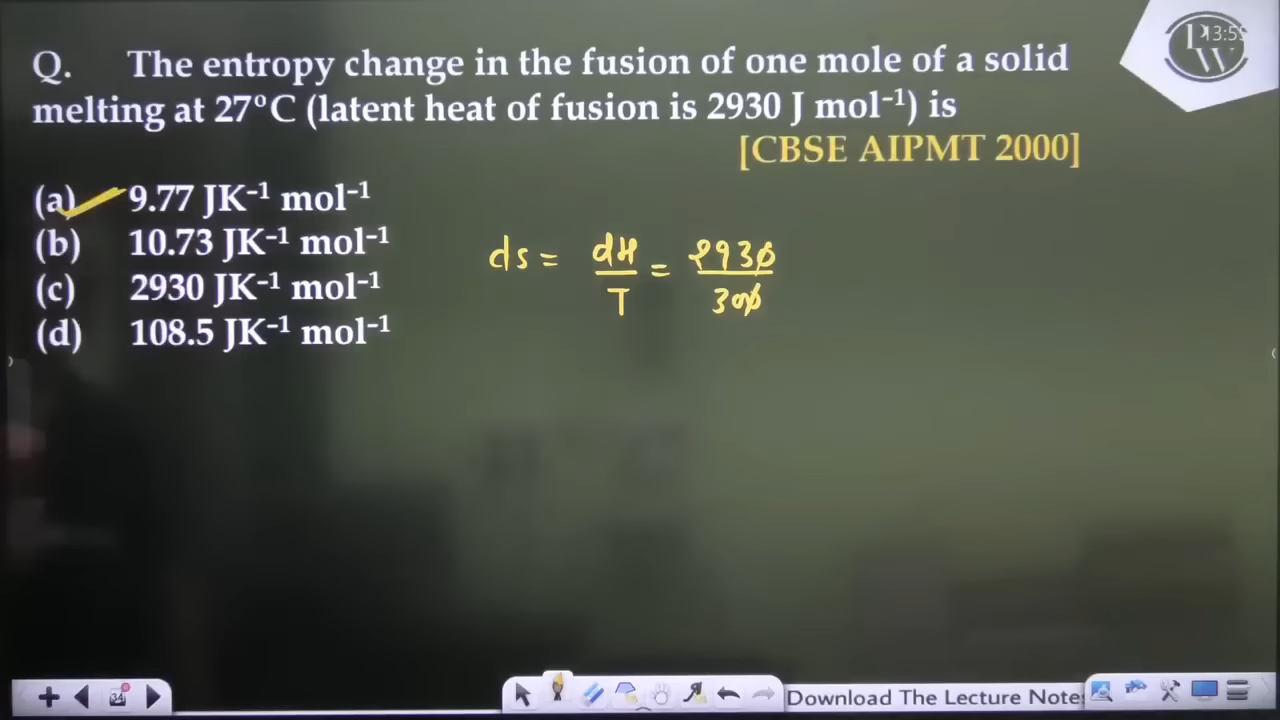 Q. The entropy change in the fusion of one mole of a solid
melting at 27°C (latent heat of fusion is 2930 J mol⁻¹) is
[CBSE AIPMT 2000]
(a) 9.77 JK⁻¹ mol⁻¹
(b) 10.73 JK⁻¹ mol⁻¹
(c) 2930 JK⁻¹ mol⁻¹
(d) 108.5 JK⁻¹ mol⁻¹
ds = dH/T = 2930/300
PW
34
Download The Lecture Note